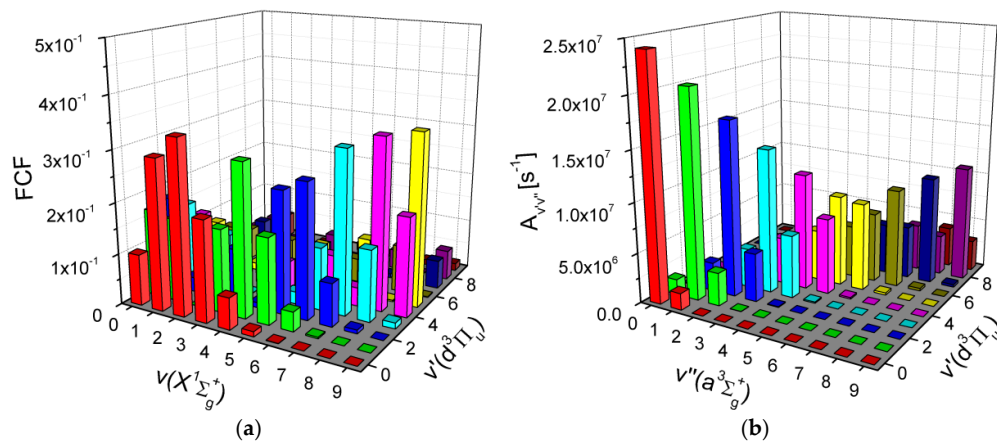 5x10⁻¹
4x10⁻¹
3x10⁻¹
2x10⁻¹
1x10⁻¹
0
FCF
0
1
2
3
4
5
6
7
8
9
v(X¹Σg⁺)
0
2
4
6
8
v'(d³Πu)
(a)
2.5x10⁷
2.0x10⁷
1.5x10⁷
1.0x10⁷
5.0x10⁶
0.0
Av'v'' [s⁻¹]
0
1
2
3
4
5
6
7
8
9
v''(a³Σg⁺)
0
2
4
6
8
v'(d³Πu)
(b)